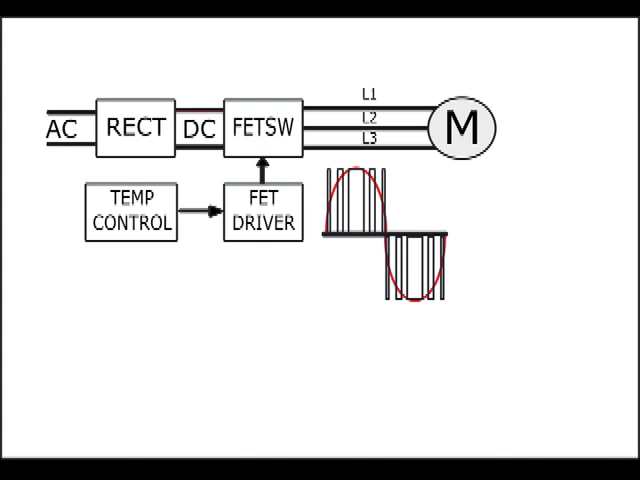 L1
AC
RECT
DC
FETSW
L2
L3
M
TEMP
CONTROL
FET
DRIVER